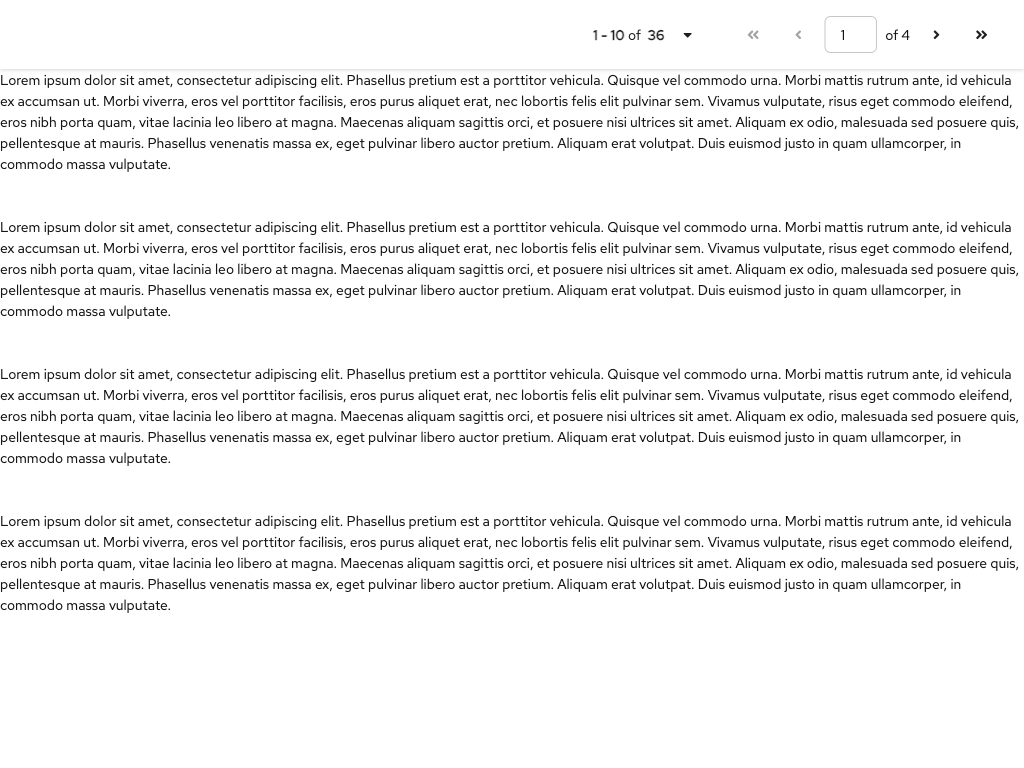 1 - 10 of 36 1 of 4
Lorem ipsum dolor sit amet, consectetur adipiscing elit. Phasellus pretium est a porttitor vehicula. Quisque vel commodo urna. Morbi mattis rutrum ante, id vehicula
ex accumsan ut. Morbi viverra, eros vel porttitor facilisis, eros purus aliquet erat, nec lobortis felis elit pulvinar sem. Vivamus vulputate, risus eget commodo eleifend,
eros nibh porta quam, vitae lacinia leo libero at magna. Maecenas aliquam sagittis orci, et posuere nisi ultrices sit amet. Aliquam ex odio, malesuada sed posuere quis,
pellentesque at mauris. Phasellus venenatis massa ex, eget pulvinar libero auctor pretium. Aliquam erat volutpat. Duis euismod justo in quam ullamcorper, in
commodo massa vulputate.
Lorem ipsum dolor sit amet, consectetur adipiscing elit. Phasellus pretium est a porttitor vehicula. Quisque vel commodo urna. Morbi mattis rutrum ante, id vehicula
ex accumsan ut. Morbi viverra, eros vel porttitor facilisis, eros purus aliquet erat, nec lobortis felis elit pulvinar sem. Vivamus vulputate, risus eget commodo eleifend,
eros nibh porta quam, vitae lacinia leo libero at magna. Maecenas aliquam sagittis orci, et posuere nisi ultrices sit amet. Aliquam ex odio, malesuada sed posuere quis,
pellentesque at mauris. Phasellus venenatis massa ex, eget pulvinar libero auctor pretium. Aliquam erat volutpat. Duis euismod justo in quam ullamcorper, in
commodo massa vulputate.
Lorem ipsum dolor sit amet, consectetur adipiscing elit. Phasellus pretium est a porttitor vehicula. Quisque vel commodo urna. Morbi mattis rutrum ante, id vehicula
ex accumsan ut. Morbi viverra, eros vel porttitor facilisis, eros purus aliquet erat, nec lobortis felis elit pulvinar sem. Vivamus vulputate, risus eget commodo eleifend,
eros nibh porta quam, vitae lacinia leo libero at magna. Maecenas aliquam sagittis orci, et posuere nisi ultrices sit amet. Aliquam ex odio, malesuada sed posuere quis,
pellentesque at mauris. Phasellus venenatis massa ex, eget pulvinar libero auctor pretium. Aliquam erat volutpat. Duis euismod justo in quam ullamcorper, in
commodo massa vulputate.
Lorem ipsum dolor sit amet, consectetur adipiscing elit. Phasellus pretium est a porttitor vehicula. Quisque vel commodo urna. Morbi mattis rutrum ante, id vehicula
ex accumsan ut. Morbi viverra, eros vel porttitor facilisis, eros purus aliquet erat, nec lobortis felis elit pulvinar sem. Vivamus vulputate, risus eget commodo eleifend,
eros nibh porta quam, vitae lacinia leo libero at magna. Maecenas aliquam sagittis orci, et posuere nisi ultrices sit amet. Aliquam ex odio, malesuada sed posuere quis,
pellentesque at mauris. Phasellus venenatis massa ex, eget pulvinar libero auctor pretium. Aliquam erat volutpat. Duis euismod justo in quam ullamcorper, in
commodo massa vulputate.